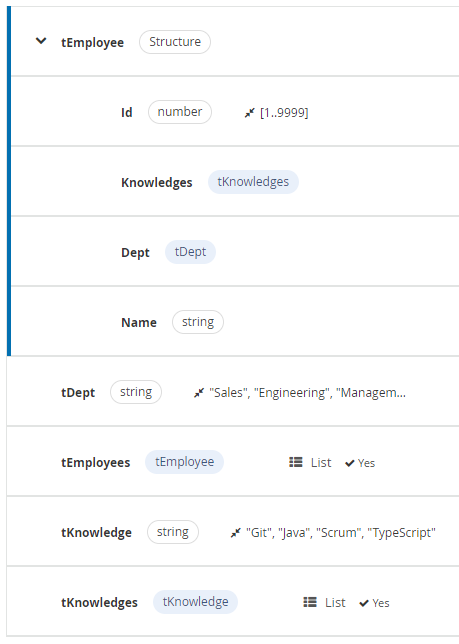 tEmployee Structure
Id number [1..9999]
Knowledges tKnowledges
Dept tDept
Name string
tDept string "Sales", "Engineering", "Managem...
tEmployees tEmployee List Yes
tKnowledge string "Git", "Java", "Scrum", "TypeScript"
tKnowledges tKnowledge List Yes